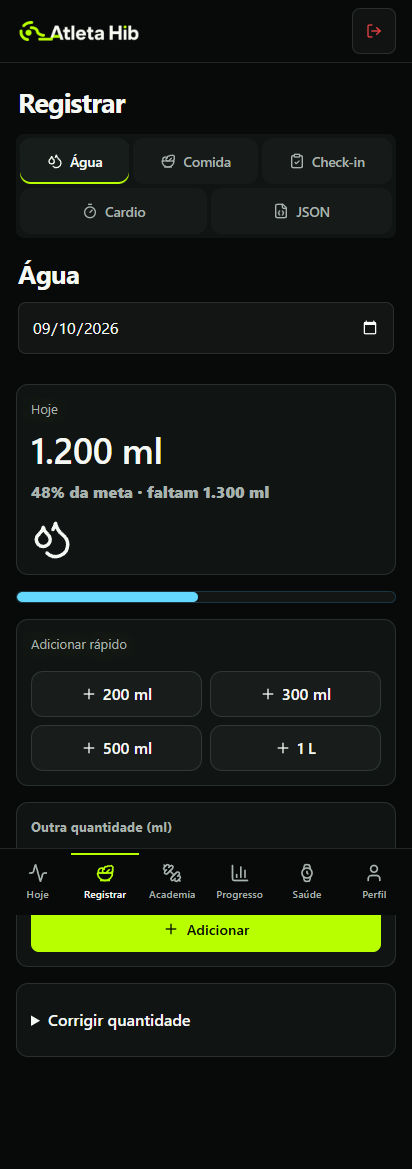 Atleta Hib
Registrar
Água
Comida
Check-in
Cardio
JSON
Água
09/10/2026
Hoje
1.200 ml
48% da meta · faltam 1.300 ml
Adicionar rápido
+ 200 ml
+ 300 ml
+ 500 ml
+ 1 L
Outra quantidade (ml)
Hoje
Registrar
Academia
Progresso
Saúde
Perfil
+ Adicionar
Corrigir quantidade